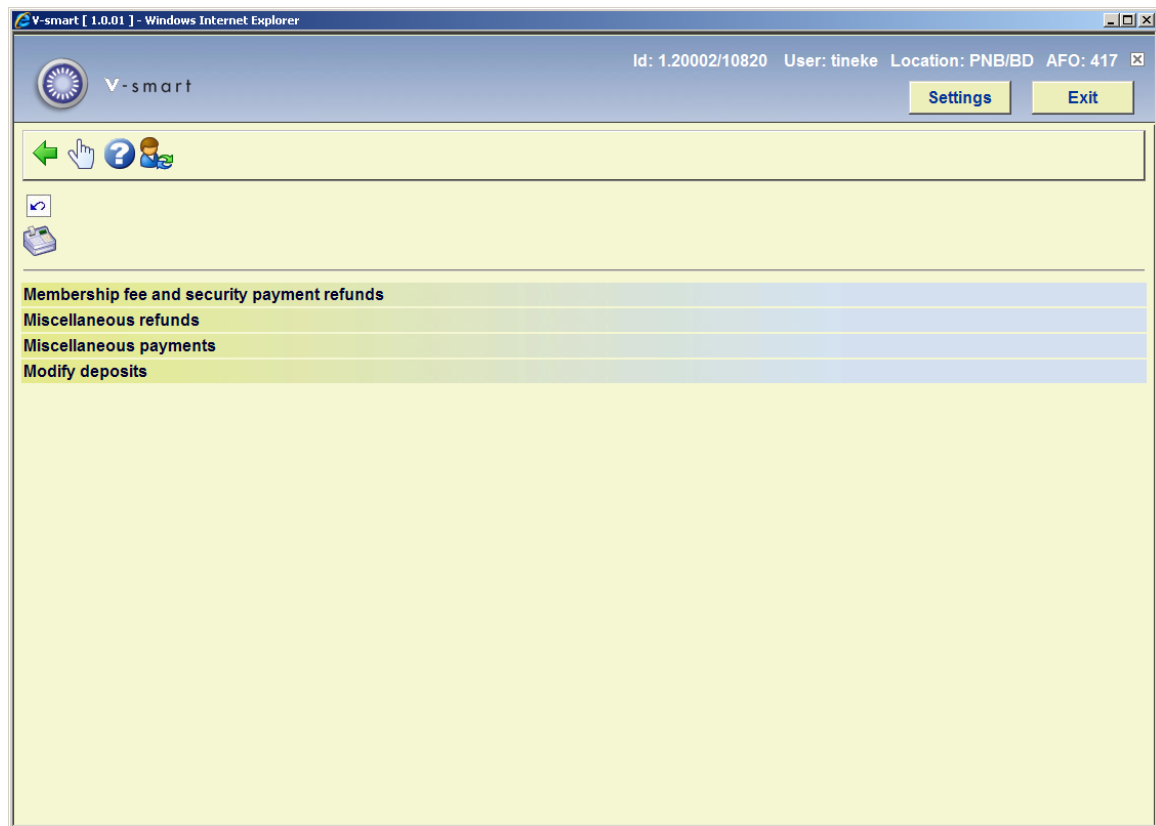 V-smart [ 1.0.01 ] - Windows Internet Explorer
Id: 1.20002/10820 User: tineke Location: PNB/BD AFO: 417
V-smart
Settings Exit
Membership fee and security payment refunds
Miscellaneous refunds
Miscellaneous payments
Modify deposits